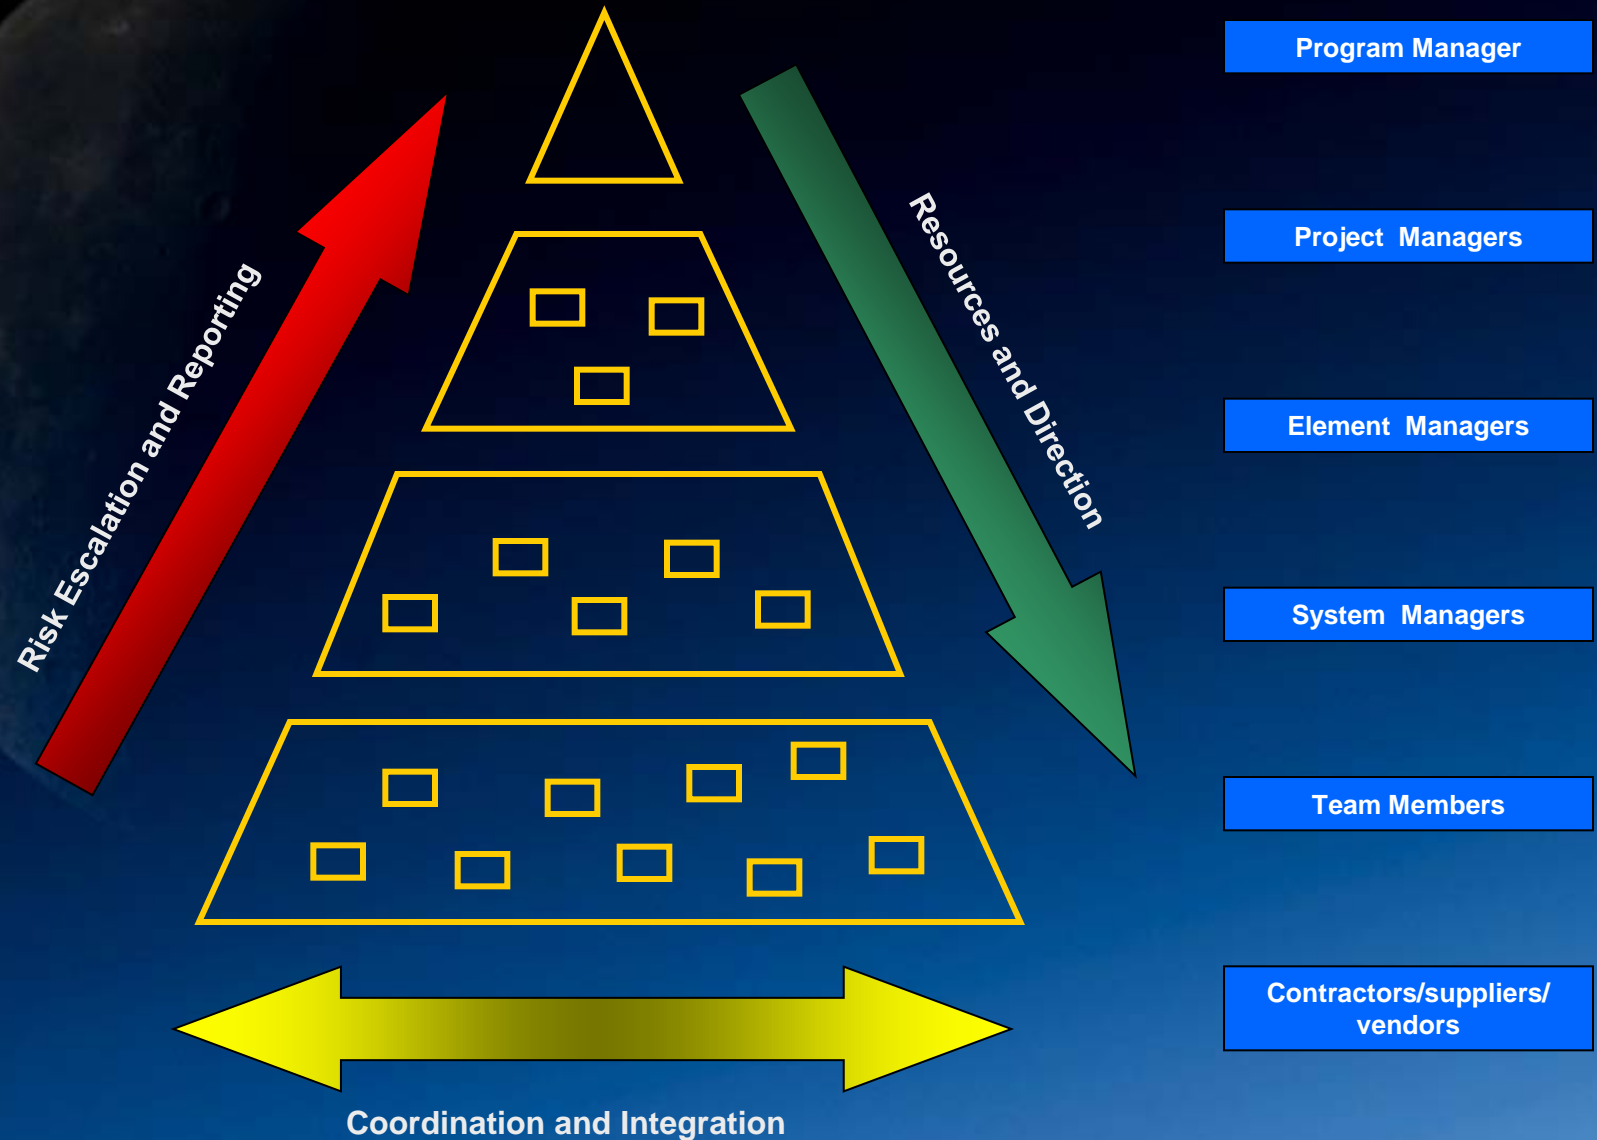 Program Manager
Risk Escalation and Reporting
Resources and Direction
Project Managers
Element Managers
System Managers
Team Members
Contractors/suppliers/
vendors
Coordination and Integration